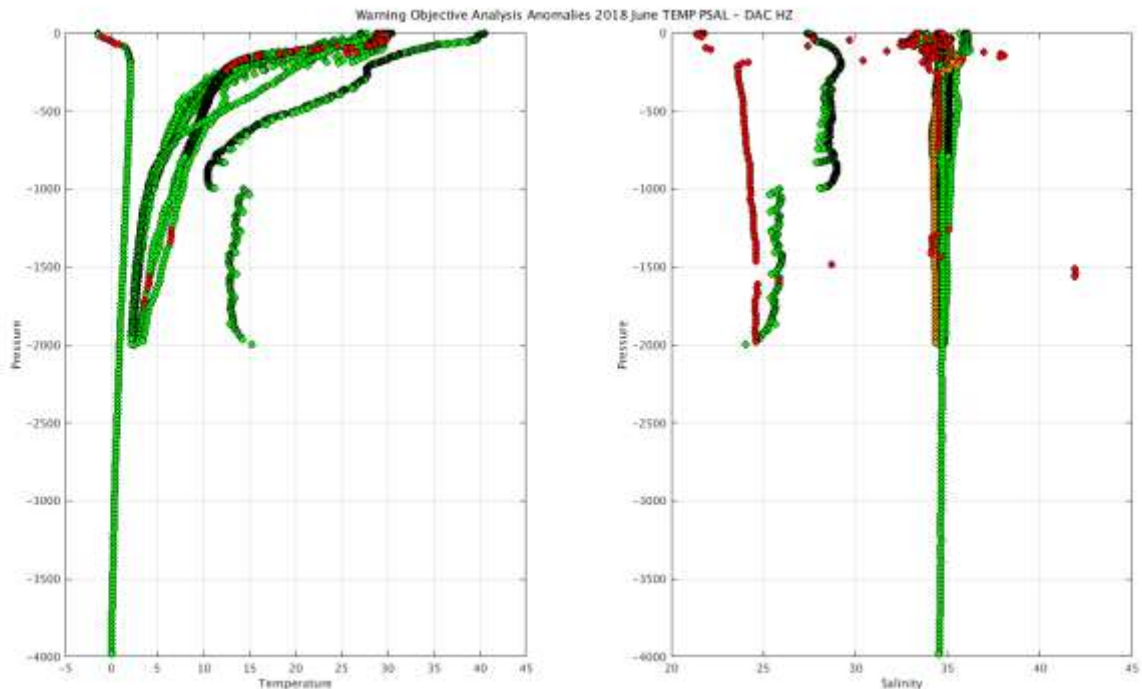 Warning Objective Analysis Anomalies 2018 June TEMP PSAL - DAC HZ
0
-500
-1000
-1500
-2000
-2500
-3000
-3500
-4000
Pressure
-5 0 5 10 15 20 25 30 35 40 45
Temperature
0
-500
-1000
-1500
-2000
-2500
-3000
-3500
-4000
Pressure
20 25 30 35 40 45
Salinity